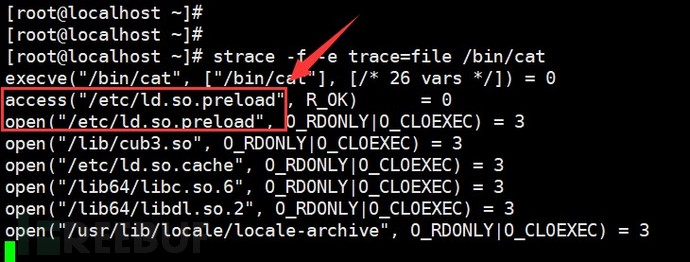 [root@localhost ~]#
[root@localhost ~]#
[root@localhost ~]# strace -f -e trace=file /bin/cat
execve("/bin/cat", ["/bin/cat"], [/* 26 vars */]) = 0
access("/etc/ld.so.preload", R_OK)      = 0
open("/etc/ld.so.preload", O_RDONLY|O_CLOEXEC) = 3
open("/lib/cub3.so", O_RDONLY|O_CLOEXEC) = 3
open("/etc/ld.so.cache", O_RDONLY|O_CLOEXEC) = 3
open("/lib64/libc.so.6", O_RDONLY|O_CLOEXEC) = 3
open("/lib64/libdl.so.2", O_RDONLY|O_CLOEXEC) = 3
open("/usr/lib/locale/locale-archive", O_RDONLY|O_CLOEXEC) = 3
REEBUF